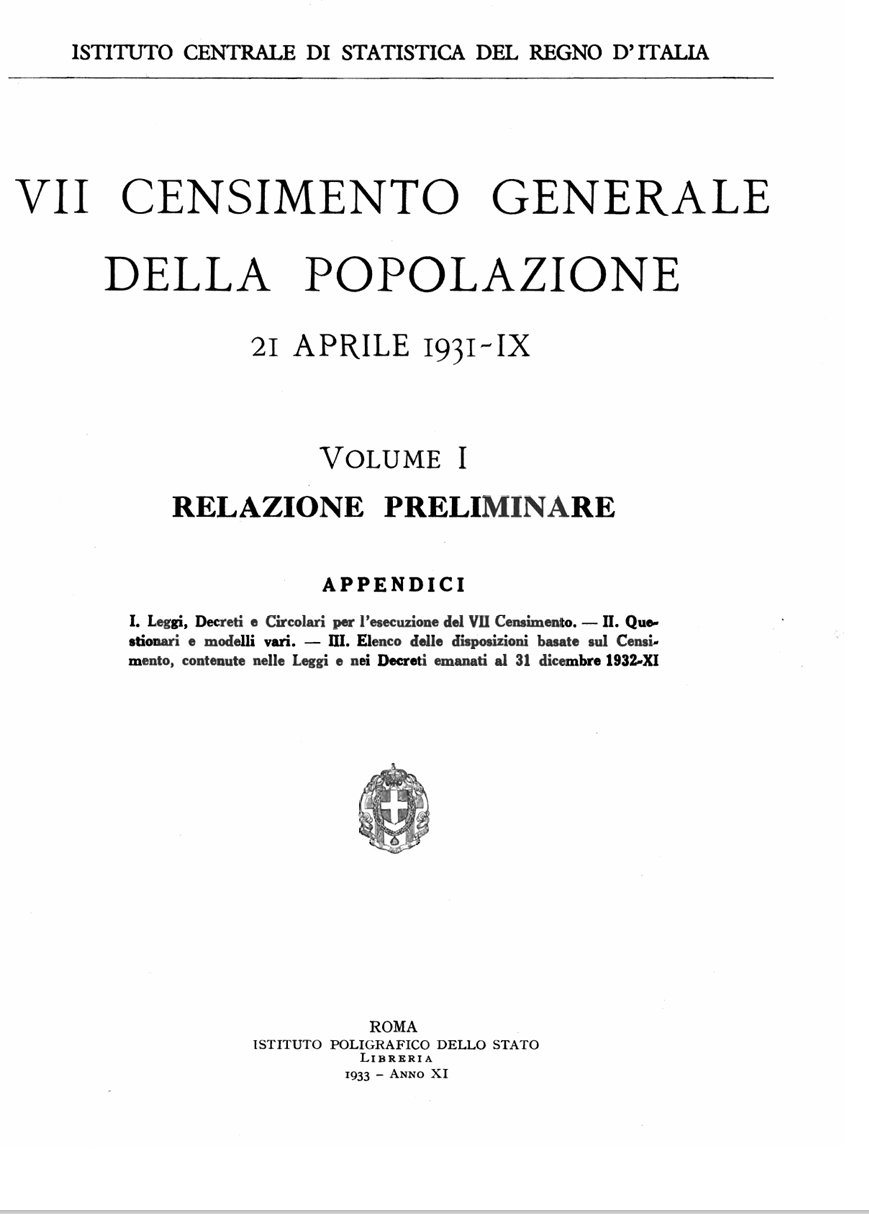 ISTITUTO CENTRALE DI STATISTICA DEL REGNO D'ITALIA
VII CENSIMENTO GENERALE
DELLA POPOLAZIONE
21 APRILE 1931-IX
VOLUME I
RELAZIONE PRELIMINARE
APPENDICI
I. Leggi, Decreti e Circolari per l'esecuzione del VII Censimento. — II. Que-
stionari e modelli vari. — III. Elenco delle disposizioni basate sul Censi-
mento, contenute nelle Leggi e nei Decreti emanati al 31 dicembre 1932-XI
ROMA
ISTITUTO POLIGRAFICO DELLO STATO
LIBRERIA
1933 – ANNO XI